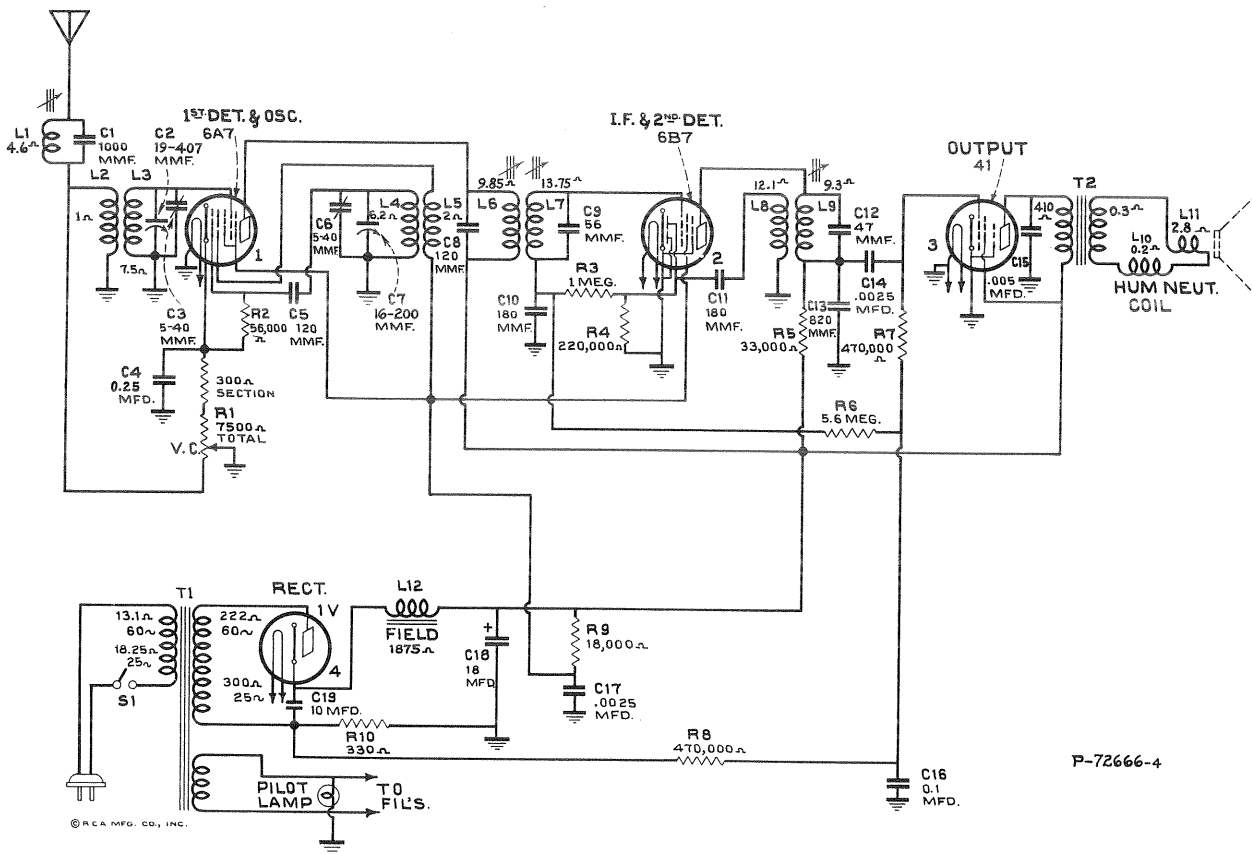 1ST DET. & OSC.
6A7
I.F. & 2ND DET.
6B7
OUTPUT
41
L1
4.6Ω
C1
1000
MMF.
C2
19-407
MMF.
L2
L3
1Ω
7.5Ω
1
C3
5-40
MMF.
R2
56,000
Ω
C5
120
MMF.
C4
0.25
MFD.
300Ω
SECTION
R1
7500Ω
TOTAL
V.C.
C6
5-40
MMF.
L4
6.2Ω
C7
16-200
MMF.
L5
2Ω
C8
120
MMF.
9.85Ω
L6
13.75Ω
L7
C9
56
MMF.
C10
180
MMF.
R3
1 MEG.
R4
220,000Ω
2
C11
180
MMF.
12.1Ω
L8
9.3Ω
L9
C12
47
MMF.
C14
.0025
MFD.
C13
820
MMF.
R5
33,000Ω
R7
470,000
Ω
R6
5.6 MEG.
3
410
Ω
C15
.005
MFD.
T2
0.3Ω
L11
2.8Ω
L10
0.2Ω
HUM NEUT.
COIL
T1
13.1Ω
60~
18.25Ω
25~
S1
222Ω
60~
300Ω
25~
RECT.
1V
4
C19
10 MFD.
L12
FIELD
1875Ω
R10
330Ω
+
C18
18
MFD.
R9
18,000Ω
C17
.0025
MFD.
R8
470,000Ω
C16
0.1
MFD.
PILOT
LAMP
TO
FIL'S.
P-72666-4
© RCA MFG. CO., INC.